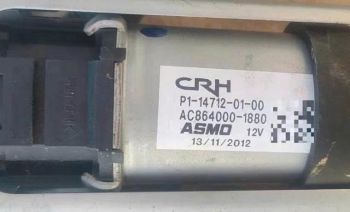 CRH
P1-14712-01-00
AC864000-1880
ASMO 12V
13/11/2012